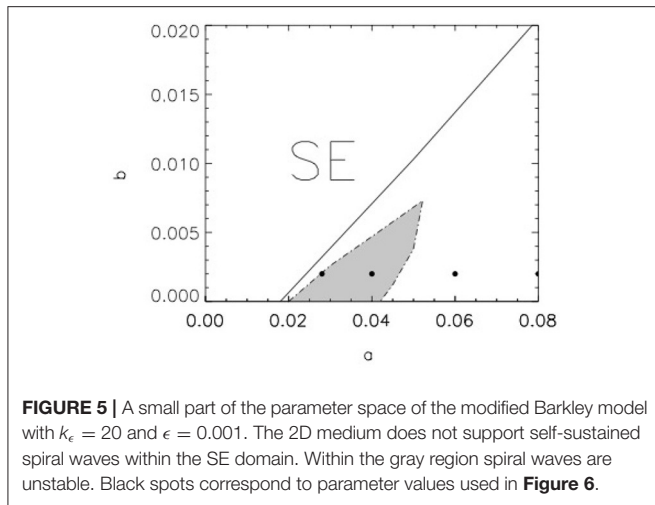 0.020
0.015
b
SE
0.010
0.005
0.000
0.00 0.02 0.04 0.06 0.08
a
FIGURE 5 | A small part of the parameter space of the modified Barkley model
with kϵ = 20 and ϵ = 0.001. The 2D medium does not support self-sustained
spiral waves within the SE domain. Within the gray region spiral waves are
unstable. Black spots correspond to parameter values used in Figure 6.